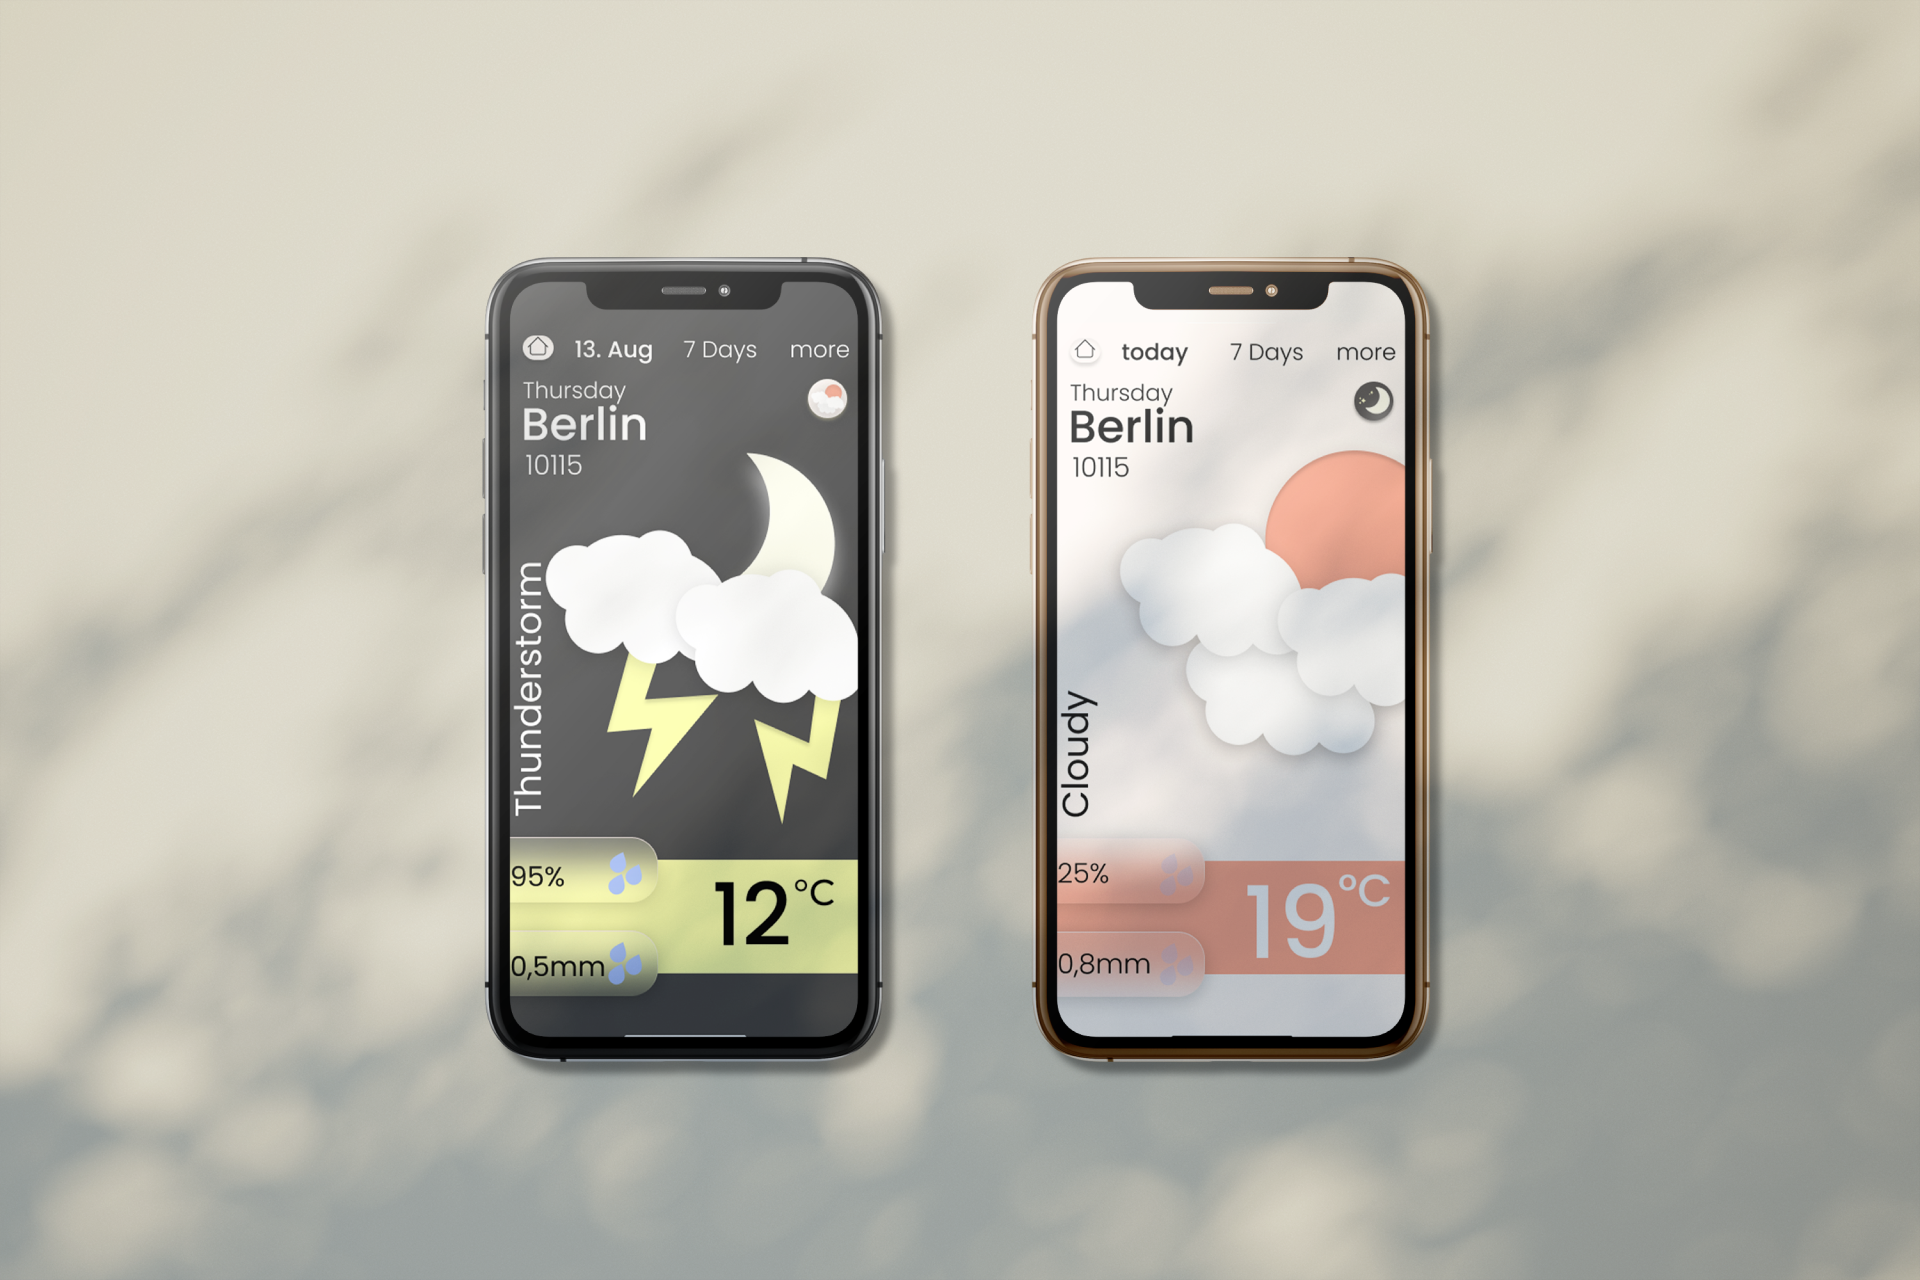 13. Aug 7 Days more
Thursday
Berlin
10115
Thunderstorm
95%
0,5mm
12°C
today 7 Days more
Thursday
Berlin
10115
Cloudy
25%
0,8mm
19°C